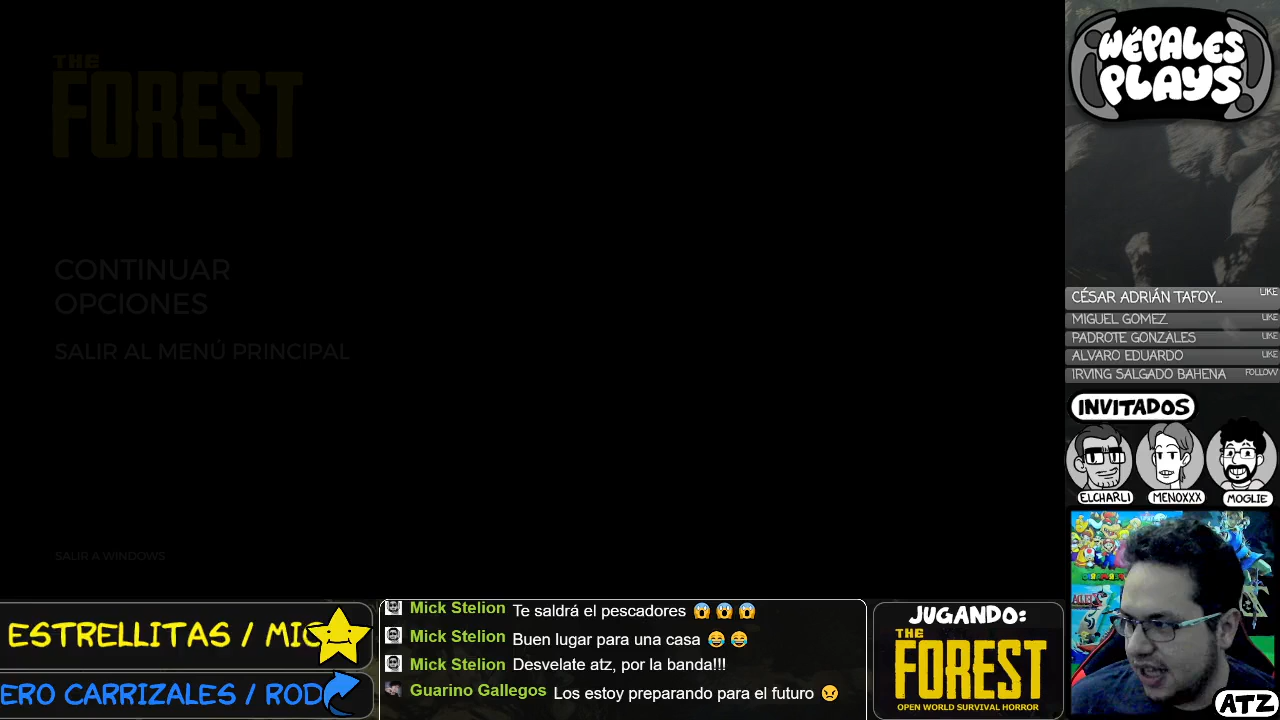 THE
FOREST
CONTINUAR
OPCIONES
SALIR AL MENÚ PRINCIPAL
SALIR A WINDOWS
WÉPALES
PLAYS
CÉSAR ADRIÁN TAFOY... LIKE
MIGUEL GOMEZ LIKE
PADROTE GONZALES LIKE
ALVARO EDUARDO LIKE
IRVING SALGADO BAHENA FOLLOW
INVITADOS
ELCHARLI MENOXXX MOGLIE
ESTRELLITAS / MIC
ERO CARRIZALES / ROD
Mick Stelion Te saldrá el pescadores 😱 😱 😱
Mick Stelion Buen lugar para una casa 😂 😂
Mick Stelion Desvelate atz, por la banda!!!
Guarino Gallegos Los estoy preparando para el futuro 😠
JUGANDO:
THE
FOREST
OPEN WORLD SURVIVAL HORROR
ATZ